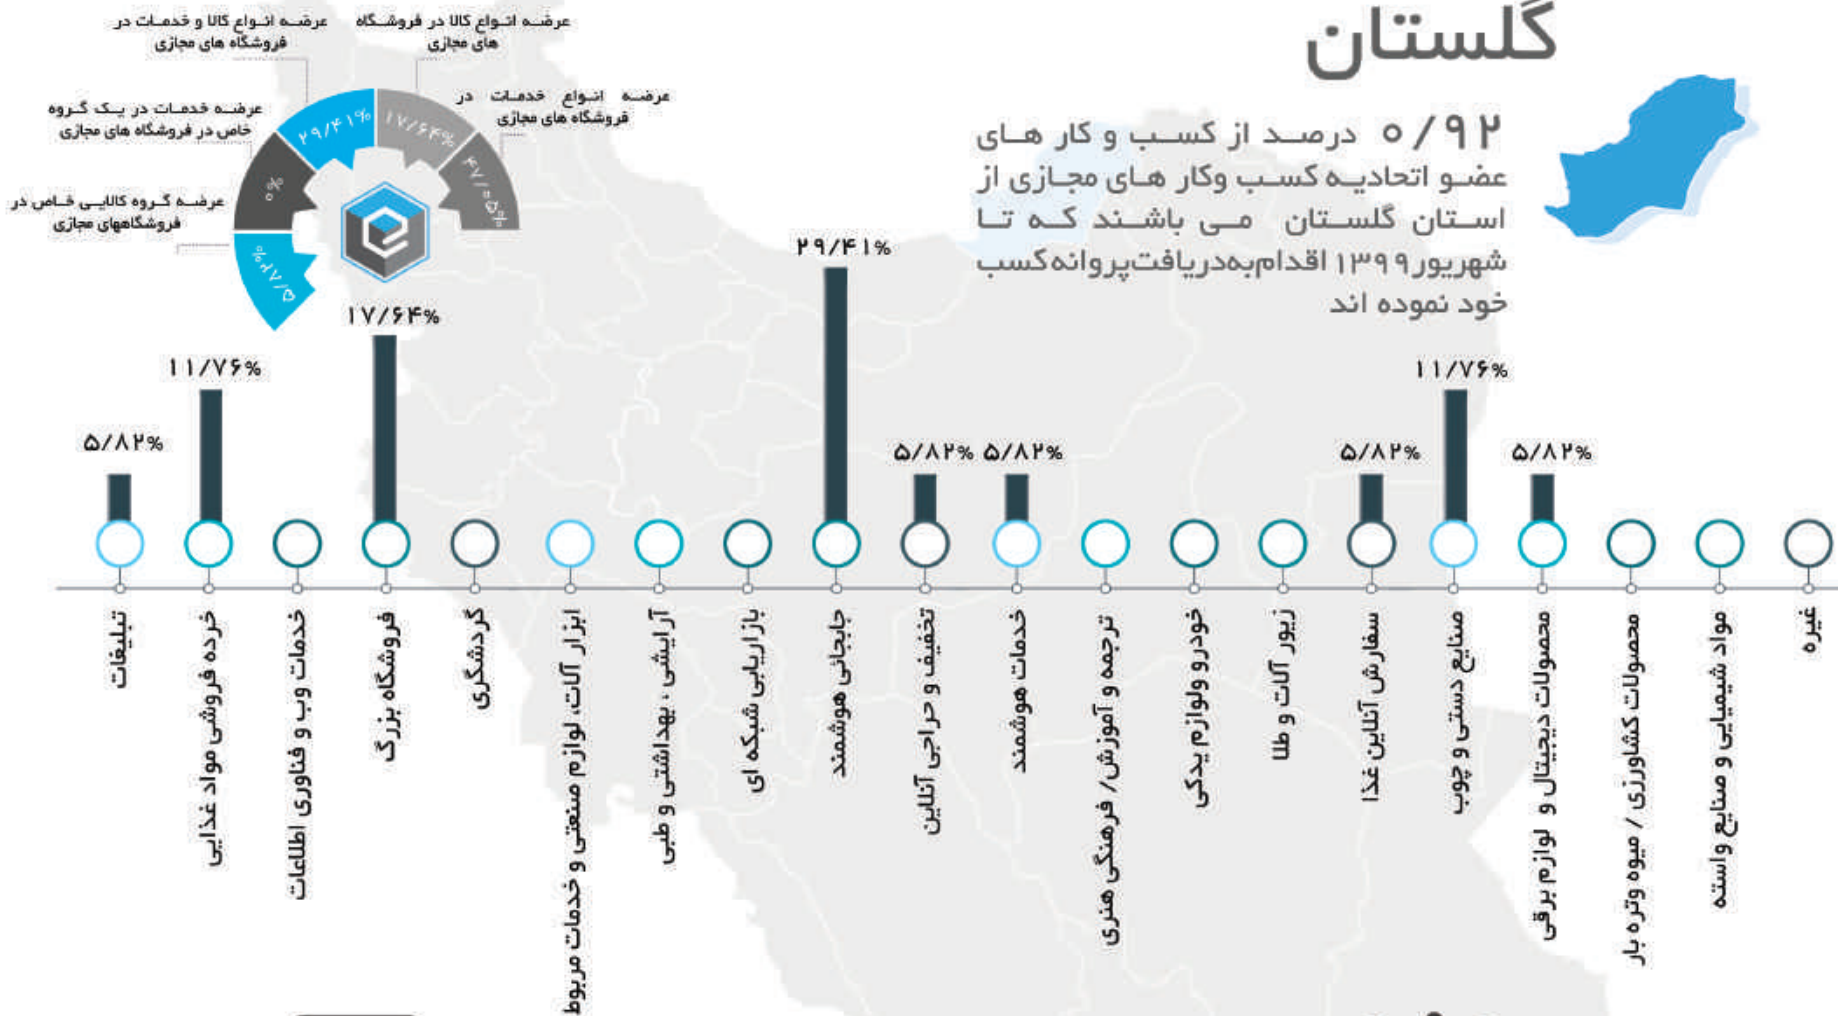 گلستان
۰/۹۲ درصد از کسب و کار های
عضو اتحادیه کسب وکار های مجازی از
استان گلستان می باشند که تا
شهریور۱۳۹۹ اقدام‌به‌دریافت‌پروانه‌کسب
خود نموده اند
عرضه انواع کالا در فروشگاه
های مجازی
عرضه انواع کالا و خدمات در
فروشگاه های مجازی
عرضه انواع خدمات در
فروشگاه های مجازی
عرضه خدمات در یک گروه
خاص در فروشگاه های مجازی
عرضه گروه کالایی خاص در
فروشگاههای مجازی
۴۷/۰۵%
۱۷/۶۴%
۲۹/۴۱%
۰%
۵/۸۲%
۵/۸۲%
۱۱/۷۶%
۱۷/۶۴%
۲۹/۴۱%
۵/۸۲%
۵/۸۲%
۵/۸۲%
۱۱/۷۶%
۵/۸۲%
تبلیغات
خرده فروشی مواد غذایی
خدمات وب و فناوری اطلاعات
فروشگاه بزرگ
گردشگری
ابزار آلات، لوازم صنعتی و خدمات مربوط
آرایشی ، بهداشتی و طبی
بازاریابی شبکه ای
جابجائی هوشمند
تخفیف و حراجی آنلاین
خدمات هوشمند
ترجمه و آموزش/ فرهنگی هنری
خودرو ولوازم یدکی
زیور آلات و طلا
سفارش آنلاین غذا
صنایع دستی و چوب
محصولات دیجیتال و لوازم برقی
محصولات کشاورزی / میوه وتره بار
مواد شیمیایی و صنایع واسته
غیره